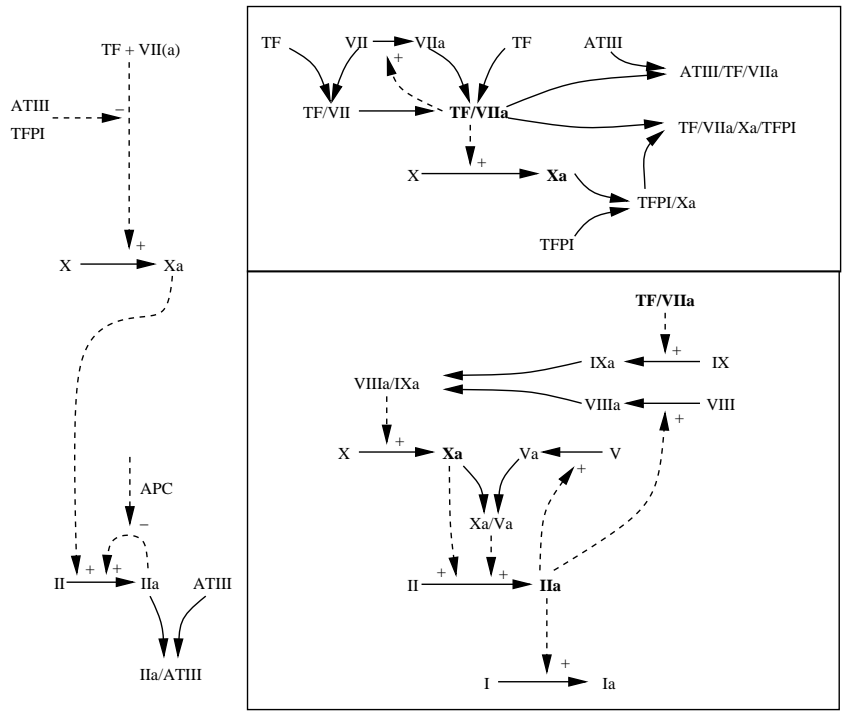 TF + VII(a)
ATIII
TFPI
−
+
X
Xa
APC
−
+
+
II
IIa
ATIII
IIa/ATIII
TF
VII
VIIa
TF
ATIII
+
ATIII/TF/VIIa
TF/VII
TF/VIIa
TF/VIIa/Xa/TFPI
+
X
Xa
TFPI/Xa
TFPI
TF/VIIa
+
IXa
IX
VIIIa/IXa
VIIIa
VIII
+
+
X
Xa
Va
V
+
Xa/Va
+
+
II
IIa
+
I
Ia